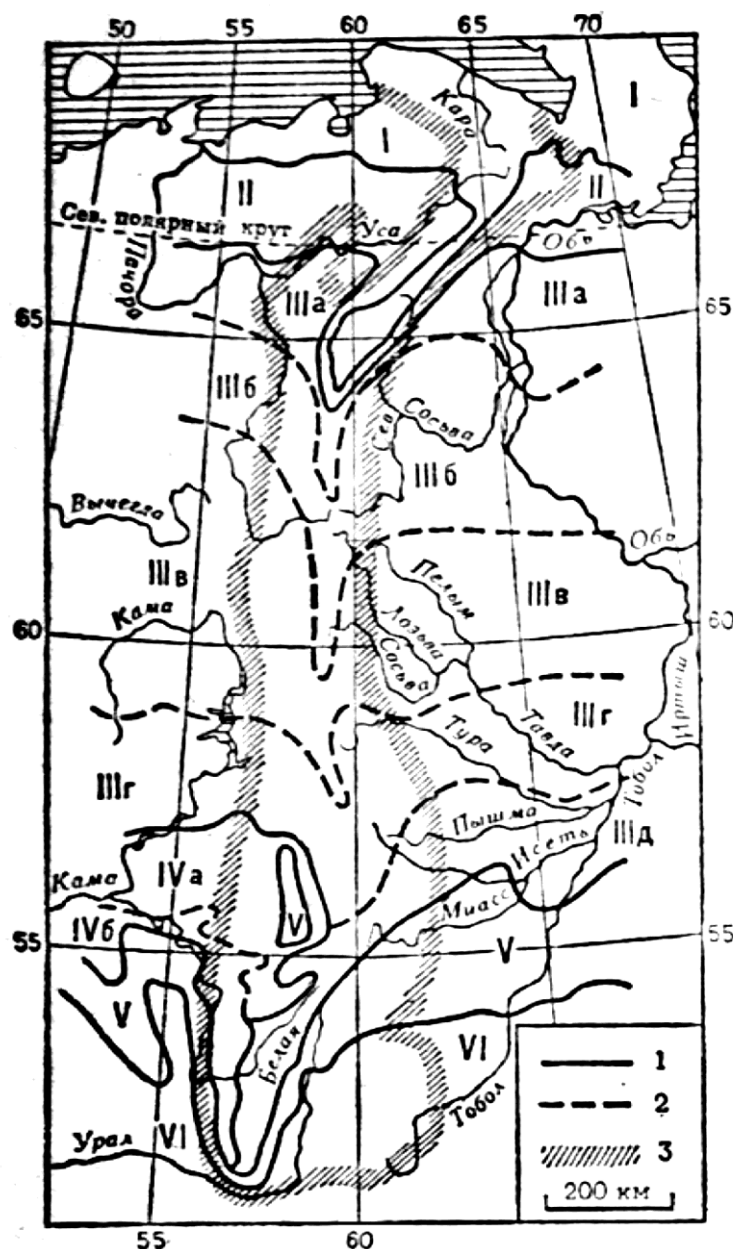 50 55 60 65 70
Кара
I
I
II
II
Сев. полярный круг
Уса
Обь
Печора
IIIа
IIIа
65
65
IIIб
Сев. Сосьва
IIIб
Вычегда
Обь
IIIв
Пелым
IIIв
Кама
Лозьва
60
60
Сосьва
Иртыш
IIIг
Тура
Тавда
IIIг
Тобол
Пышма
IIIд
Исеть
IVа
Кама
V
Миасс
IVб
55
55
V
V
Белая
VI
Тобол
Урал
VI
1
2
3
200 км
55
60